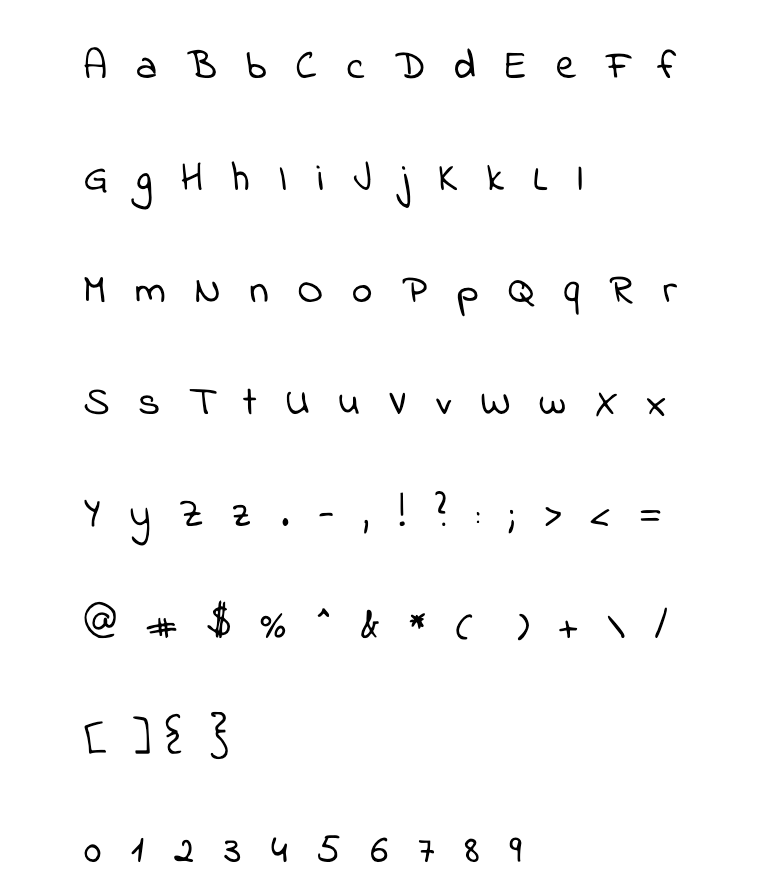 A a B b C c D d E e F f
G g H h I i J j K k L l
M m N n O o P p Q q R r
S s T t U u V v W w X x
Y y Z z . - , ! ? : ; > < =
@ # $ % ^ & * ( ) + \ /
[ ] { }
0 1 2 3 4 5 6 7 8 9